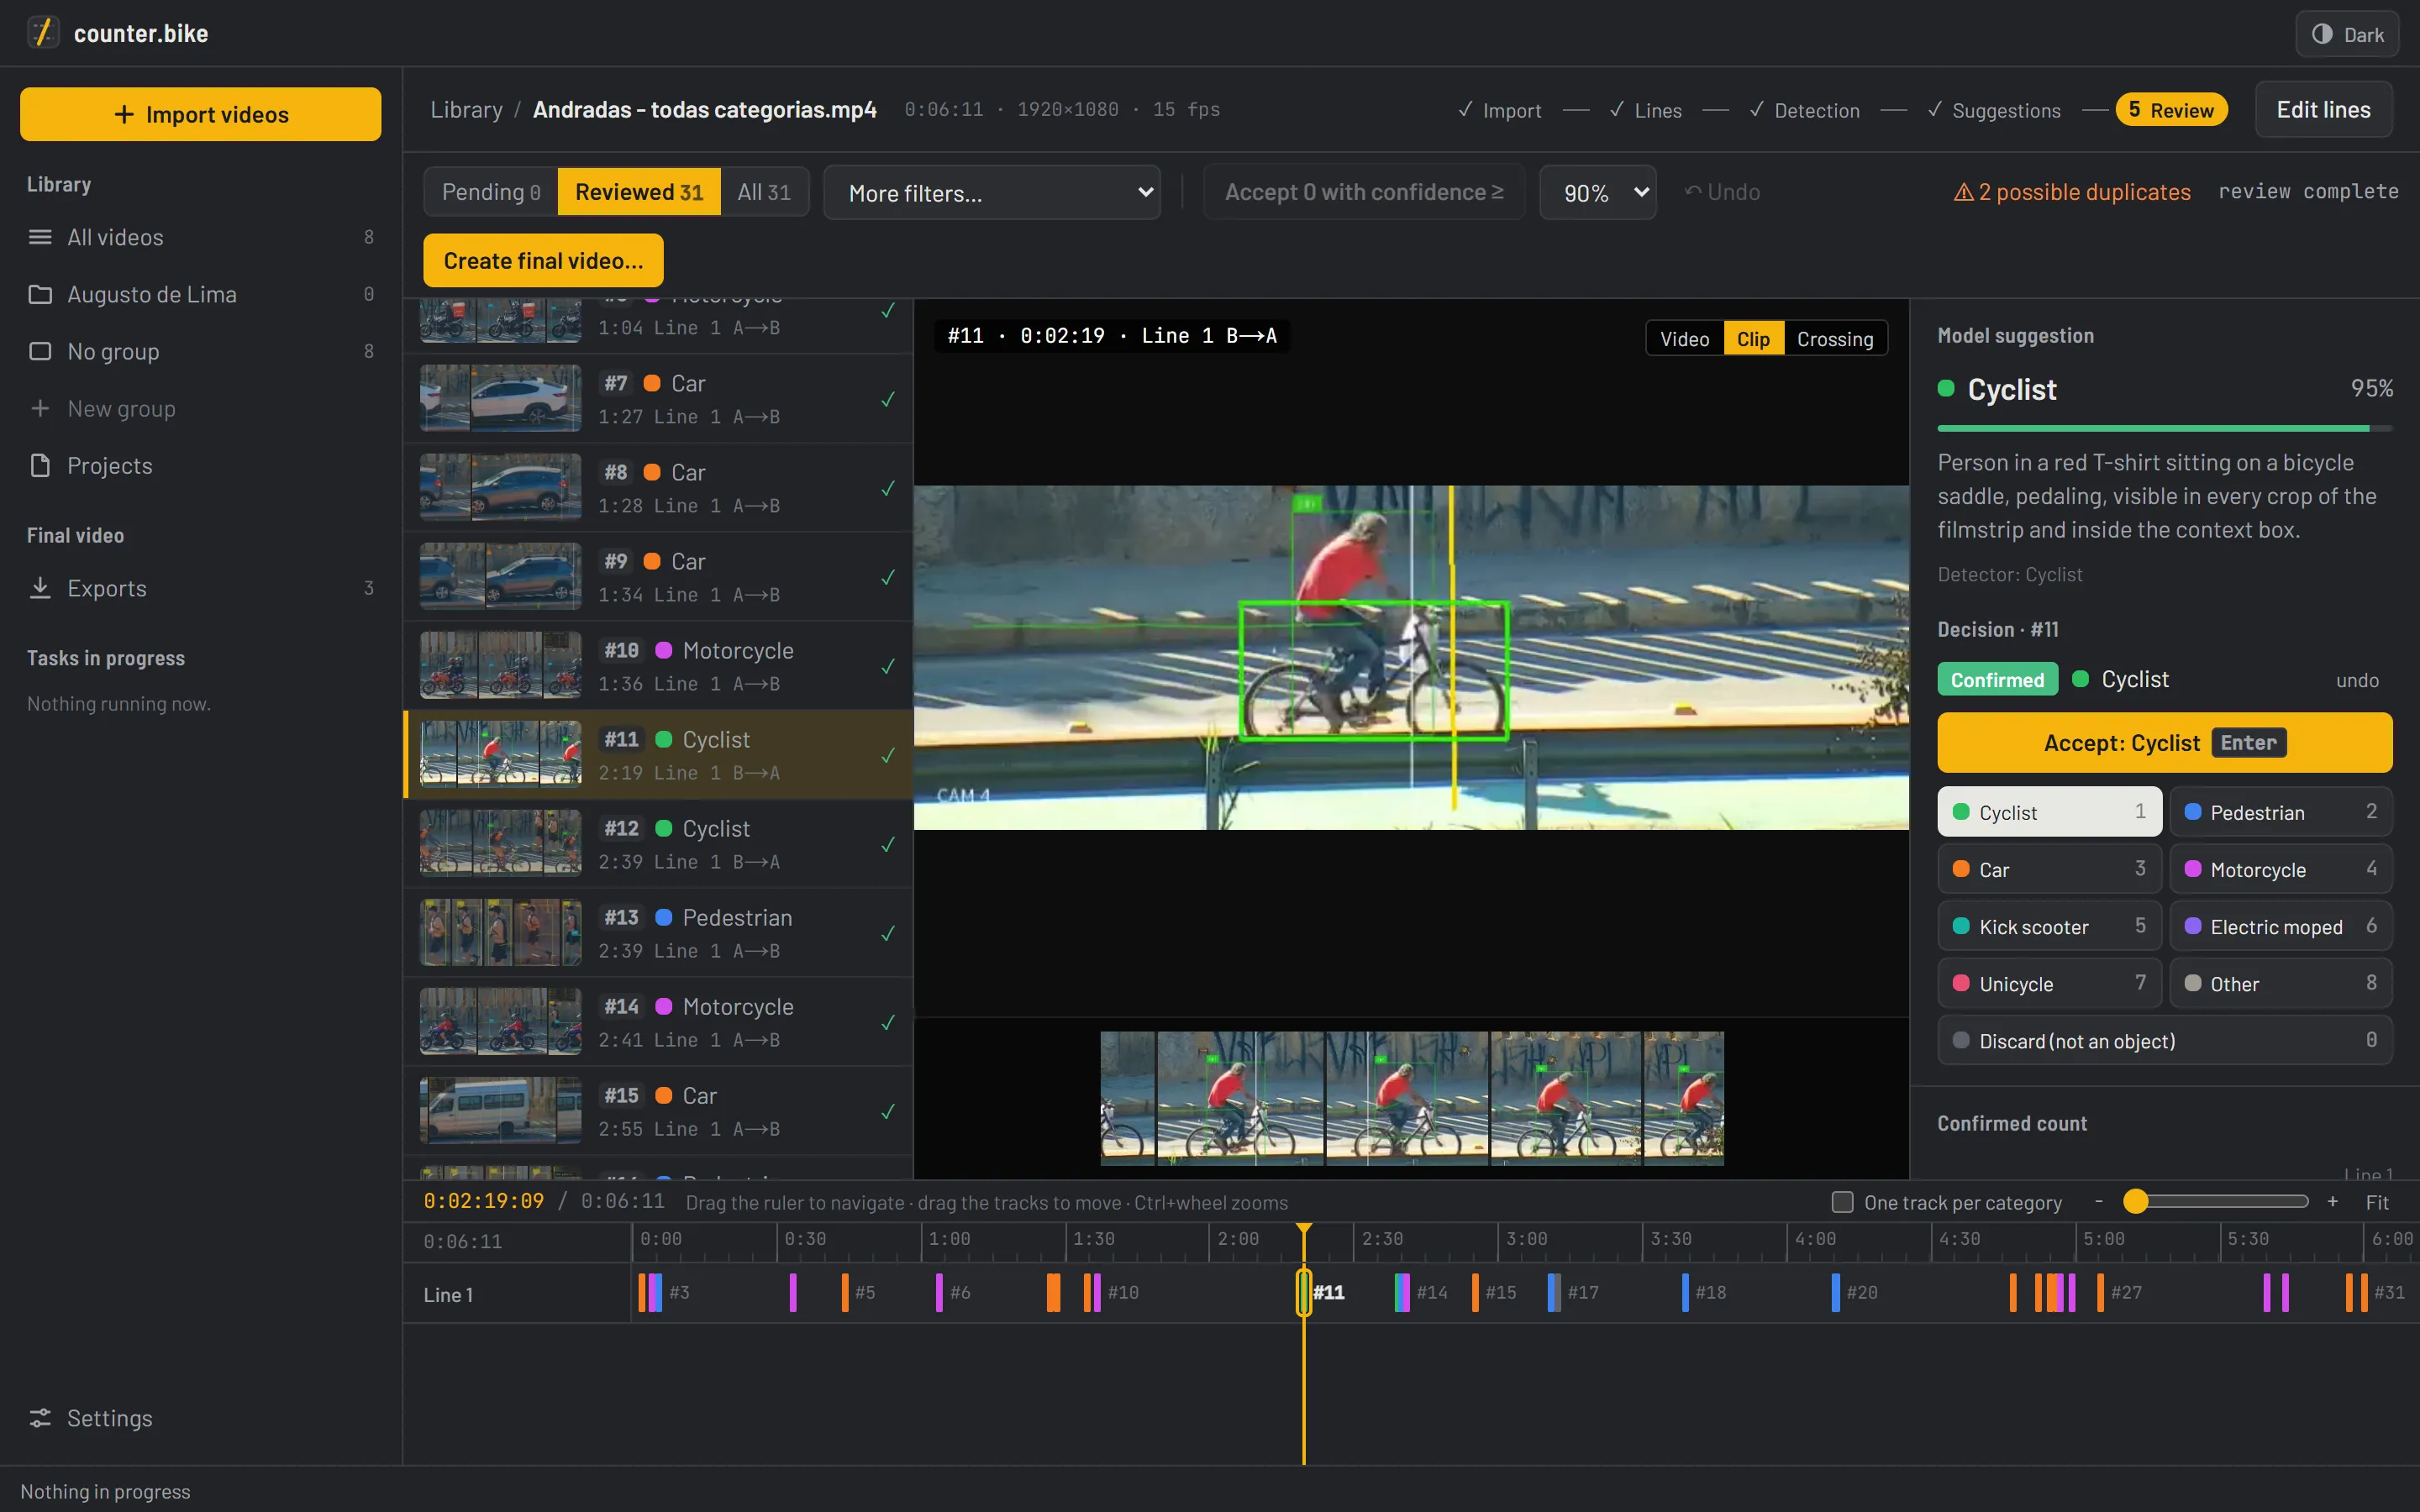 counter.bike
Dark
+ Import videos
Library
All videos 8
Augusto de Lima 0
No group 8
+ New group
Projects
Final video
Exports 3
Tasks in progress
Nothing running now.
Settings
Nothing in progress
Library / Andradas - todas categorias.mp4 0:06:11 · 1920×1080 · 15 fps
✓ Import — ✓ Lines — ✓ Detection — ✓ Suggestions — 5 Review
Edit lines
Pending 0 Reviewed 31 All 31
More filters...
Accept 0 with confidence ≥
90%
Undo
⚠ 2 possible duplicates
review complete
Create final video...
1:04 Line 1 A→B
#7 Car
1:27 Line 1 A→B
#8 Car
1:28 Line 1 A→B
#9 Car
1:34 Line 1 A→B
#10 Motorcycle
1:36 Line 1 A→B
#11 Cyclist
2:19 Line 1 B→A
#12 Cyclist
2:39 Line 1 B→A
#13 Pedestrian
2:39 Line 1 A→B
#14 Motorcycle
2:41 Line 1 A→B
#15 Car
2:55 Line 1 A→B
#11 · 0:02:19 · Line 1 B→A
Video Clip Crossing
CAM 4
Model suggestion
Cyclist 95%
Person in a red T-shirt sitting on a bicycle
saddle, pedaling, visible in every crop of the
filmstrip and inside the context box.
Detector: Cyclist
Decision · #11
Confirmed Cyclist undo
Accept: Cyclist Enter
Cyclist 1
Pedestrian 2
Car 3
Motorcycle 4
Kick scooter 5
Electric moped 6
Unicycle 7
Other 8
Discard (not an object) 0
Confirmed count
Line 1
0:02:19:09 / 0:06:11 Drag the ruler to navigate · drag the tracks to move · Ctrl+wheel zooms
One track per category - + Fit
0:06:11 0:00 0:30 1:00 1:30 2:00 2:30 3:00 3:30 4:00 4:30 5:00 5:30 6:00
Line 1 #3 #5 #6 #10 #11 #14 #15 #17 #18 #20 #27 #31